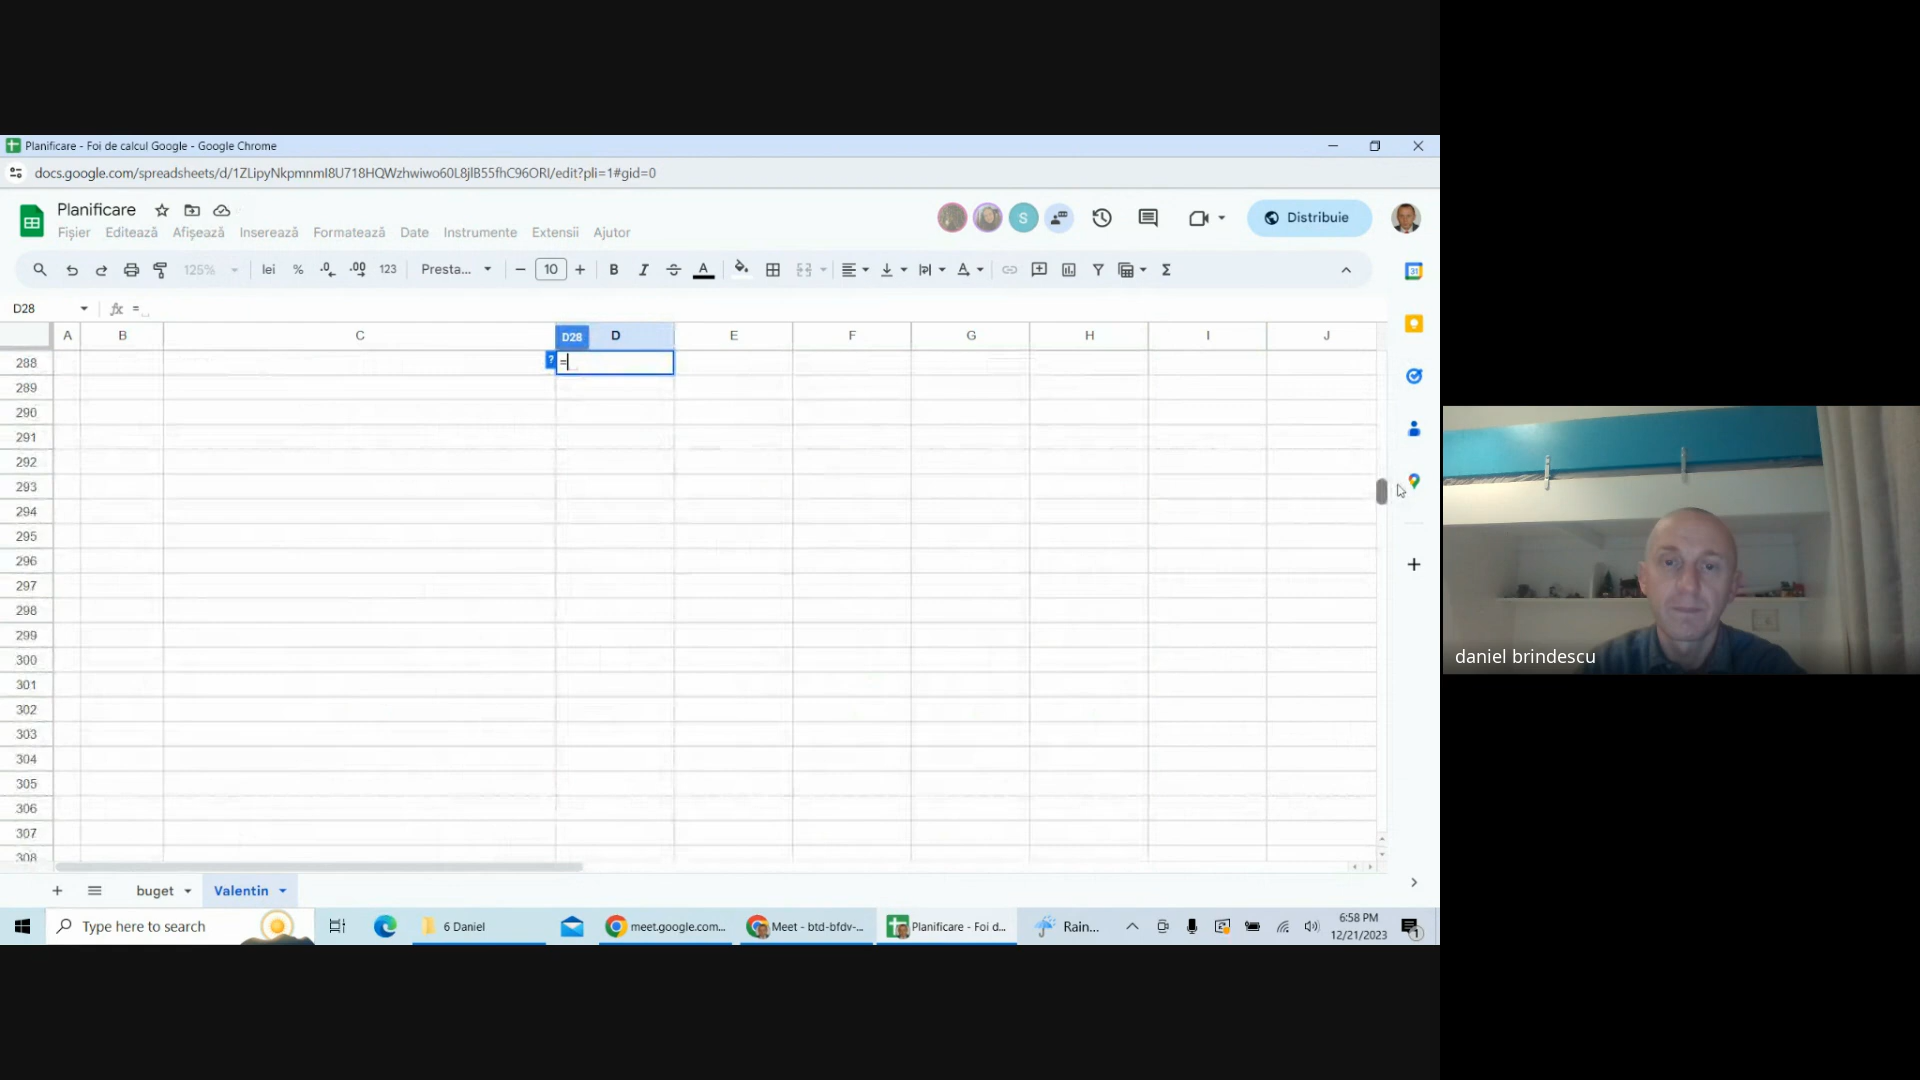 Planificare - Foi de calcul Google - Google Chrome
docs.google.com/spreadsheets/d/1ZLipyNkpmnmI8U718HQWzhwiwo60L8jlB55fhC96ORI/edit?pli=1#gid=0
Planificare
Fișier Editează Afișează Inserează Formatează Date Instrumente Extensii Ajutor
S
Distribuie
125% lei % .0 .00 123 Presta... 10 B I A
31
D28 fx =
A B C D28 D E F G H I J
288 ? =
289
290
291
292
293
294
295
296
297
298
299
300
301
302
303
304
305
306
307
308
daniel brindescu
buget Valentin
Type here to search 6 Daniel meet.google.com... Meet - btd-bfdv-... Planificare - Foi d... Rain... 6:58 PM
12/21/2023 1